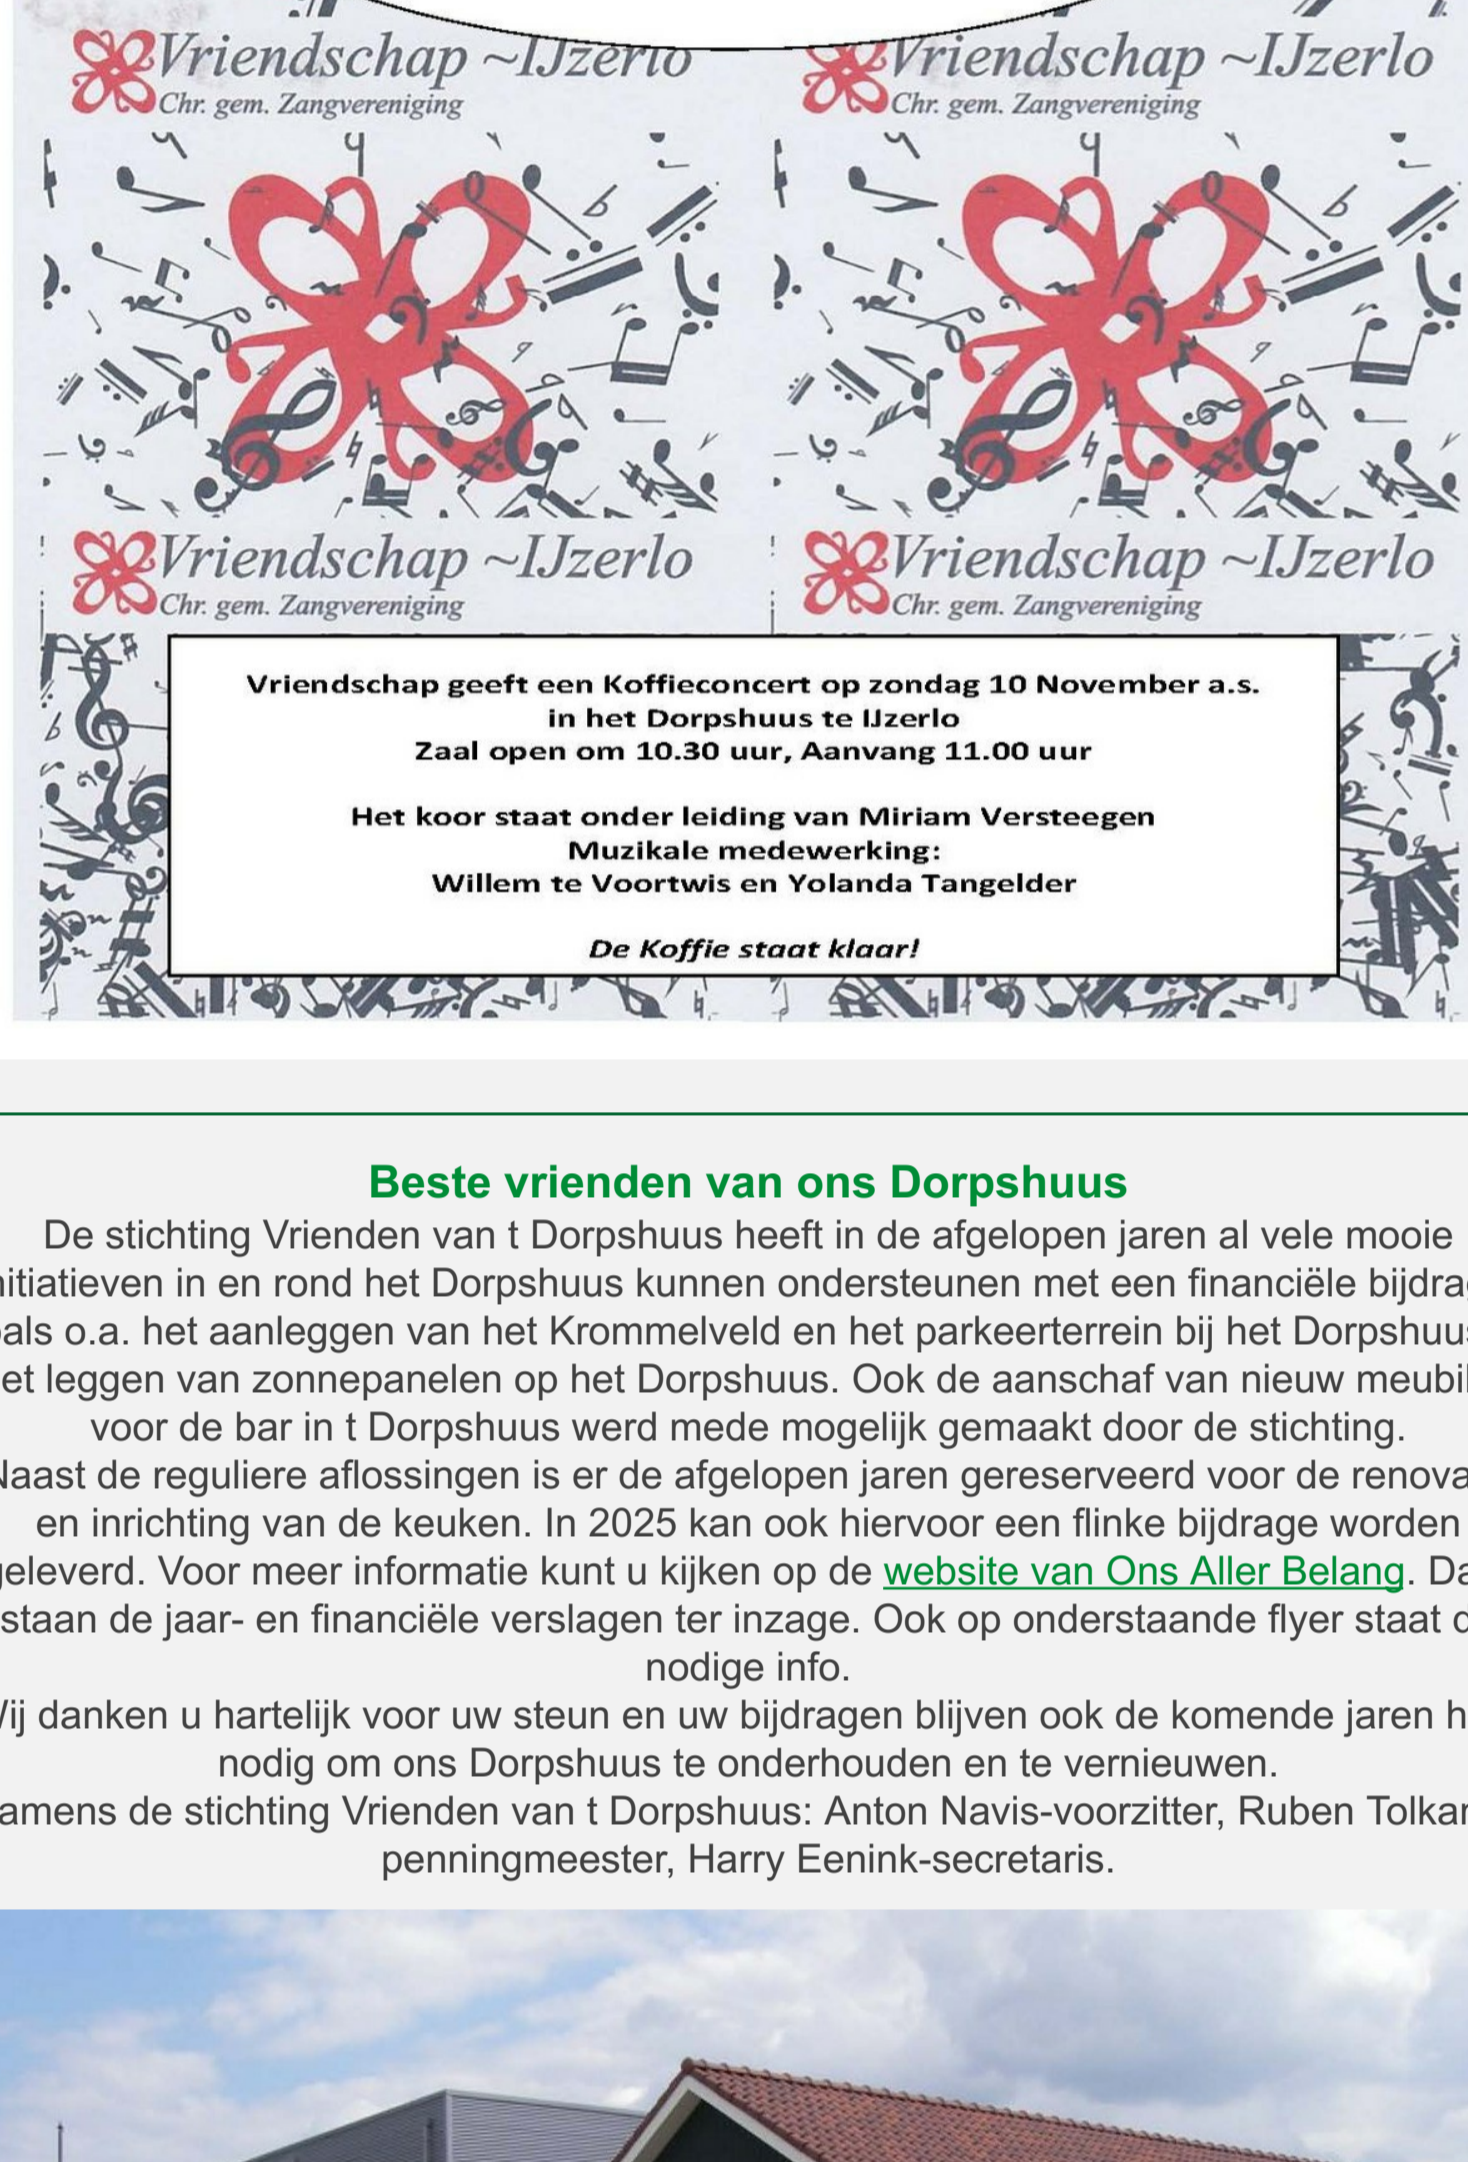 Vriendschap ~IJzerlo Vriendschap ~IJzerlo
Chr. gem. Zangvereniging Chr. gem. Zangvereniging
Vriendschap ~IJzerlo Vriendschap ~IJzerlo
Chr. gem. Zangvereniging Chr. gem. Zangvereniging
Vriendschap geeft een Koffieconcert op zondag 10 November a.s.
in het Dorpshuus te IJzerlo
Zaal open om 10.30 uur, Aanvang 11.00 uur
Het koor staat onder leiding van Miriam Versteegen
Muzikale medewerking:
Willem te Voortwis en Yolanda Tangelder
De Koffie staat klaar!
Beste vrienden van ons Dorpshuus
De stichting Vrienden van t Dorpshuus heeft in de afgelopen jaren al vele mooie
in en rond het Dorpshuus kunnen ondersteunen met een financiële
o.a. het aanleggen van het Krommelveld en het parkeerterrein bij het Dorpshuus
leggen van zonnepanelen op het Dorpshuus. Ook de aanschaf van nieuw
voor de bar in t Dorpshuus werd mede mogelijk gemaakt door de stichting.
Naast de reguliere aflossingen is er de afgelopen jaren gereserveerd voor de
en inrichting van de keuken. In 2025 kan ook hiervoor een flinke bijdrage worden
geleverd. Voor meer informatie kunt u kijken op de website van Ons Aller Belang.
staan de jaar- en financiële verslagen ter inzage. Ook op onderstaande flyer staat
nodige info.
Wij danken u hartelijk voor uw steun en uw bijdragen blijven ook de komende jaren
nodig om ons Dorpshuus te onderhouden en te vernieuwen.
de stichting Vrienden van t Dorpshuus: Anton Navis-voorzitter, Ruben
penningmeester, Harry Eenink-secretaris.